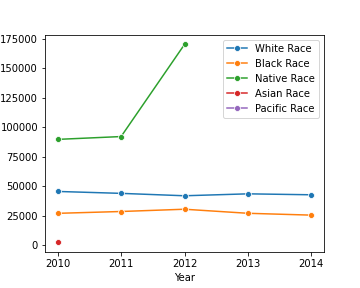 175000
150000
125000
100000
75000
50000
25000
0
2010 2011 2012 2013 2014
Year
White Race
Black Race
Native Race
Asian Race
Pacific Race